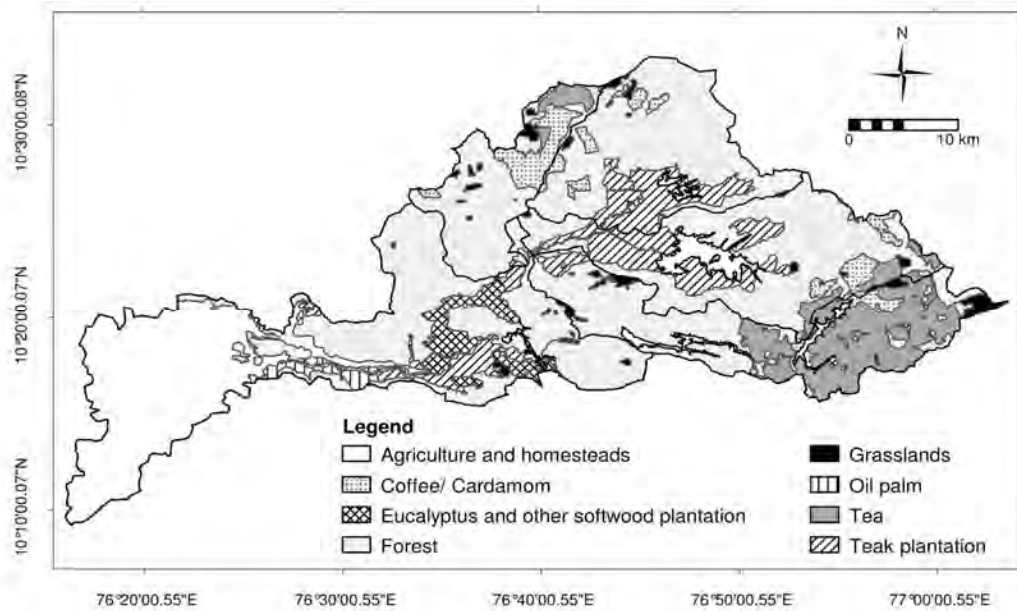 N
0 10 km
10°30'00.08"N
10°20'00.07"N
10°10'00.07"N
Legend
Agriculture and homesteads
Coffee/ Cardamom
Eucalyptus and other softwood plantation
Forest
Grasslands
Oil palm
Tea
Teak plantation
76°20'00.55"E 76°30'00.55"E 76°40'00.55"E 76°50'00.55"E 77°00'00.55"E